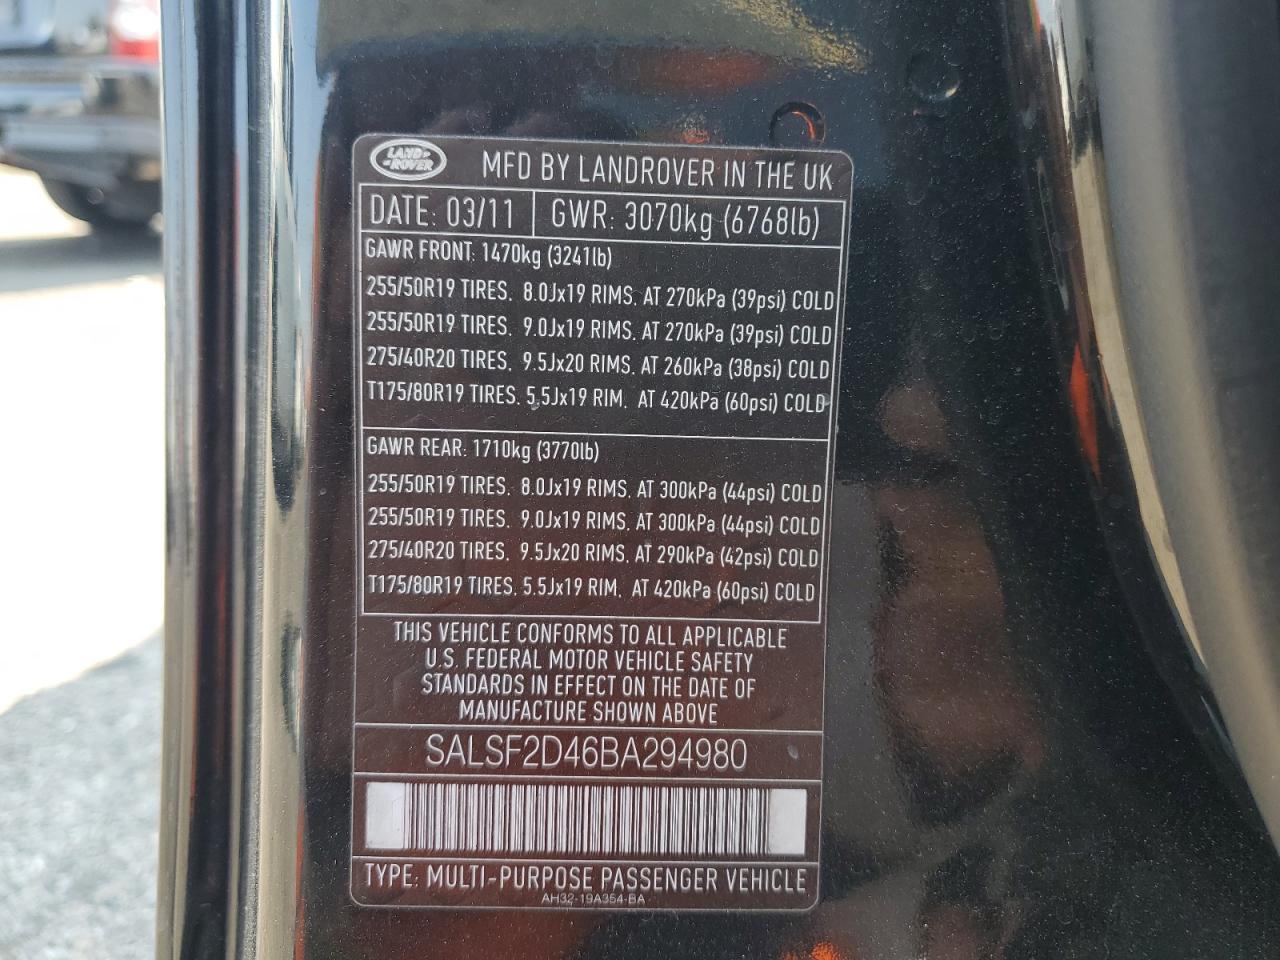 LAND ROVER
MFD BY LANDROVER IN THE UK
DATE: 03/11 GWR: 3070kg (6768lb)
GAWR FRONT: 1470kg (3241lb)
255/50R19 TIRES. 8.0Jx19 RIMS. AT 270kPa (39psi) COLD
255/50R19 TIRES. 9.0Jx19 RIMS. AT 270kPa (39psi) COLD
275/40R20 TIRES. 9.5Jx20 RIMS. AT 260kPa (38psi) COLD
T175/80R19 TIRES. 5.5Jx19 RIM. AT 420kPa (60psi) COLD
GAWR REAR: 1710kg (3770lb)
255/50R19 TIRES. 8.0Jx19 RIMS. AT 300kPa (44psi) COLD
255/50R19 TIRES. 9.0Jx19 RIMS. AT 300kPa (44psi) COLD
275/40R20 TIRES. 9.5Jx20 RIMS. AT 290kPa (42psi) COLD
T175/80R19 TIRES. 5.5Jx19 RIM. AT 420kPa (60psi) COLD
THIS VEHICLE CONFORMS TO ALL APPLICABLE
U.S. FEDERAL MOTOR VEHICLE SAFETY
STANDARDS IN EFFECT ON THE DATE OF
MANUFACTURE SHOWN ABOVE
SALSF2D46BA294980
TYPE: MULTI-PURPOSE PASSENGER VEHICLE
AH32-19A354-BA